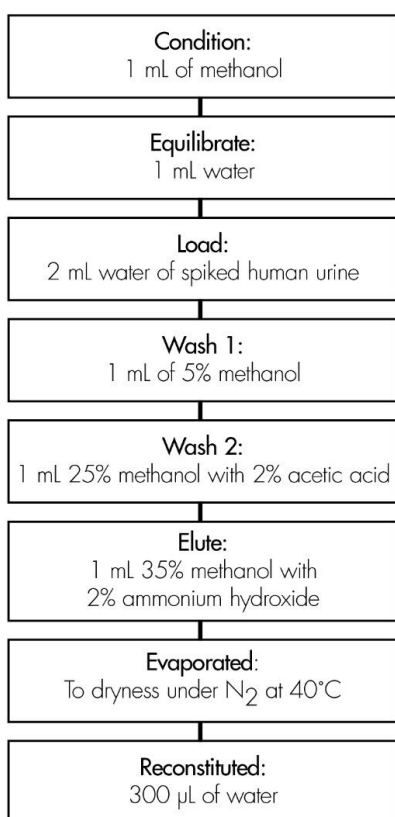 Condition:
1 mL of methanol
Equilibrate:
1 mL water
Load:
2 mL water of spiked human urine
Wash 1:
1 mL of 5% methanol
Wash 2:
1 mL 25% methanol with 2% acetic acid
Elute:
1 mL 35% methanol with
2% ammonium hydroxide
Evaporated:
To dryness under N2 at 40°C
Reconstituted:
300 µL of water